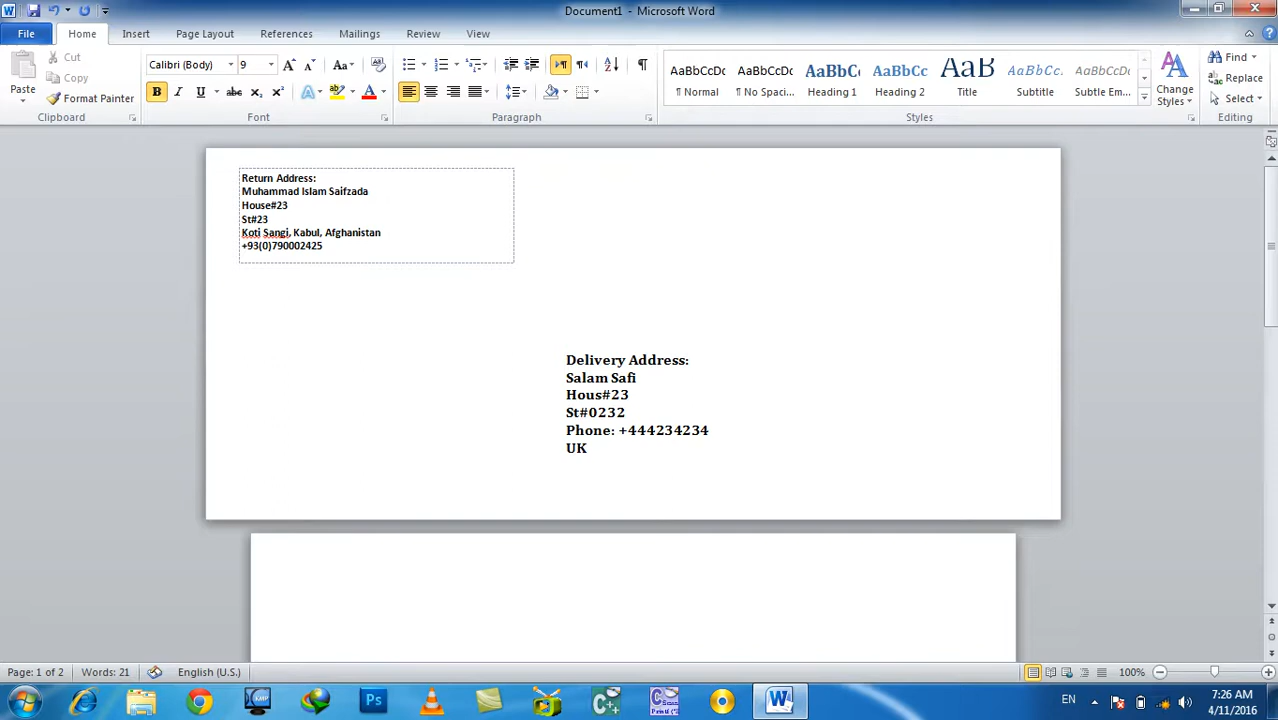 Document1 - Microsoft Word
File Home Insert Page Layout References Mailings Review View
Paste
Cut
Copy
Format Painter
Clipboard
Calibri (Body) 9
Font
Paragraph
AaBbCcDc AaBbCcDc AaBbC AaBbCc AaB AaBbCc. AaBbCcDc
¶ Normal ¶ No Spaci... Heading 1 Heading 2 Title Subtitle Subtle Em...
Styles
Change
Styles
Find
Replace
Select
Editing
Return Address:
Muhammad Islam Saifzada
House#23
St#23
Koti Sangi, Kabul, Afghanistan
+93(0)790002425
Delivery Address:
Salam Safi
Hous#23
St#0232
Phone: +444234234
UK
Page: 1 of 2 Words: 21 English (U.S.) 100%
EN
7:26 AM
4/11/2016